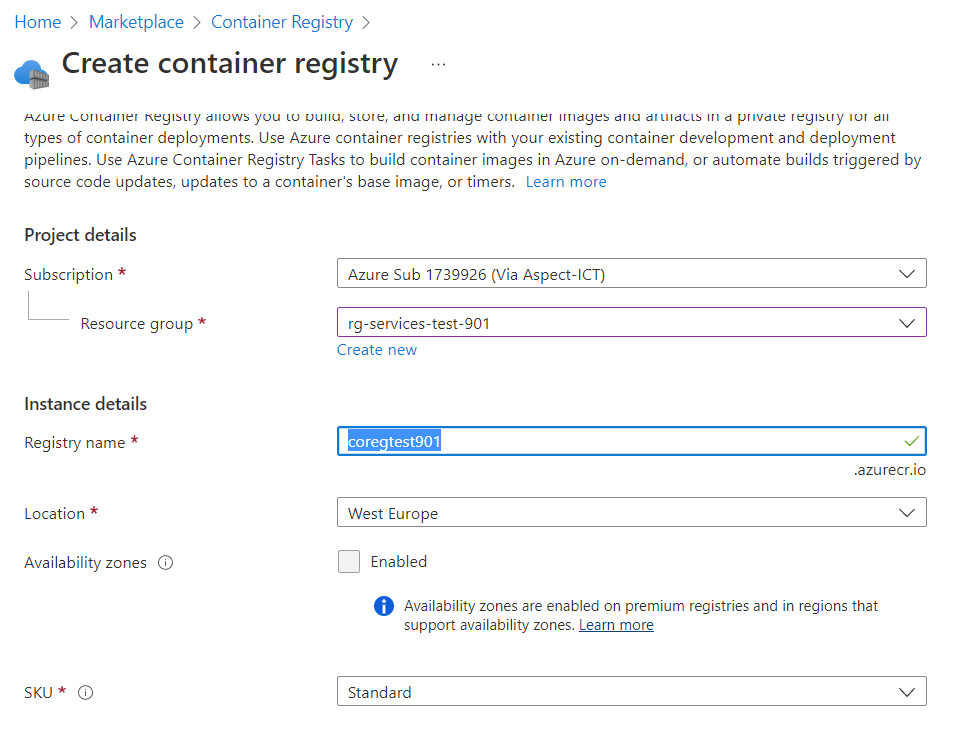 Home > Marketplace > Container Registry >
Create container registry ...
Azure Container Registry allows you to build, store, and manage container images and artifacts in a private registry for all
types of container deployments. Use Azure container registries with your existing container development and deployment
pipelines. Use Azure Container Registry Tasks to build container images in Azure on-demand, or automate builds triggered by
source code updates, updates to a container's base image, or timers. Learn more
Project details
Subscription * Azure Sub 1739926 (Via Aspect-ICT)
Resource group * rg-services-test-901
Create new
Instance details
Registry name * coregtest901
.azurecr.io
Location * West Europe
Availability zones Enabled
Availability zones are enabled on premium registries and in regions that
support availability zones. Learn more
SKU * Standard